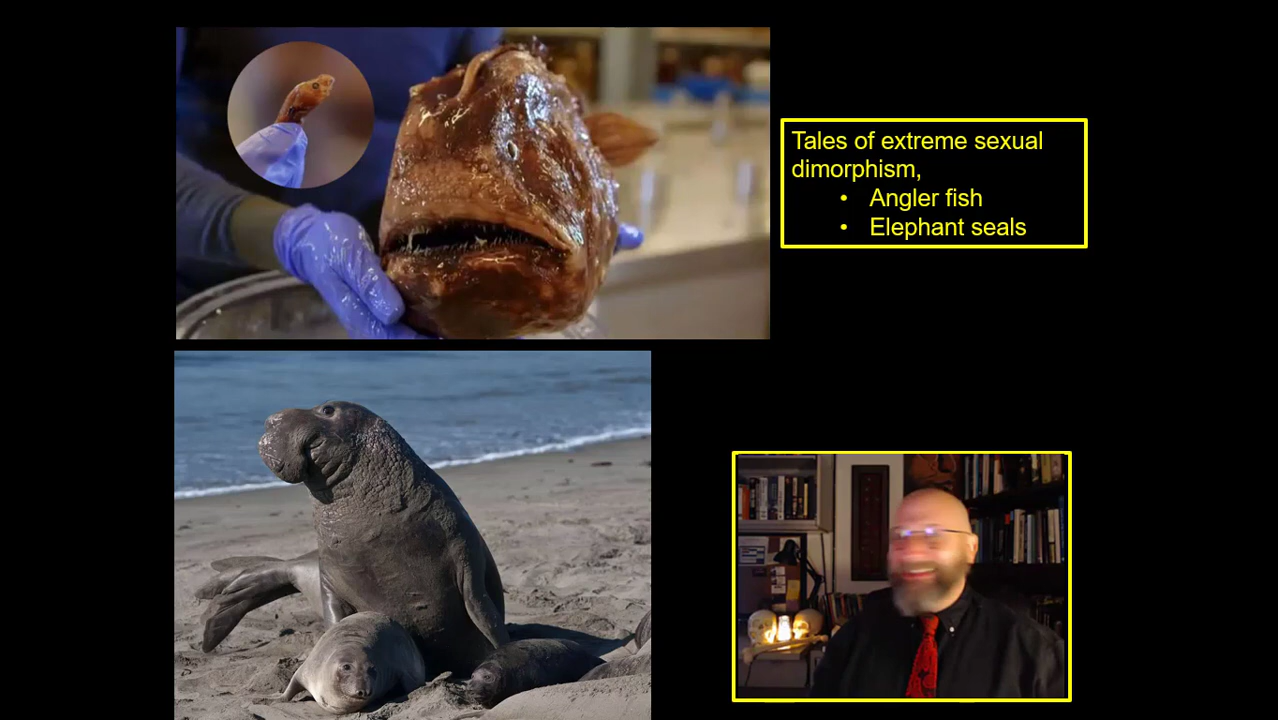 Tales of extreme sexual
dimorphism,
• Angler fish
• Elephant seals